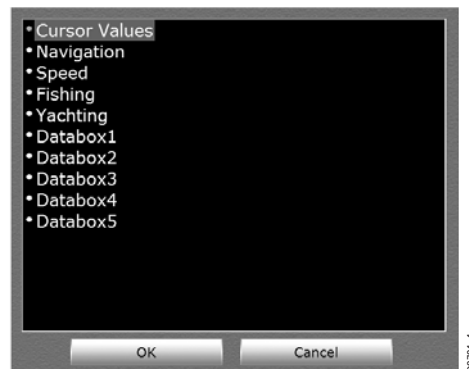 • Cursor Values
• Navigation
• Speed
• Fishing
• Yachting
• Databox1
• Databox2
• Databox3
• Databox4
• Databox5
OK
Cancel